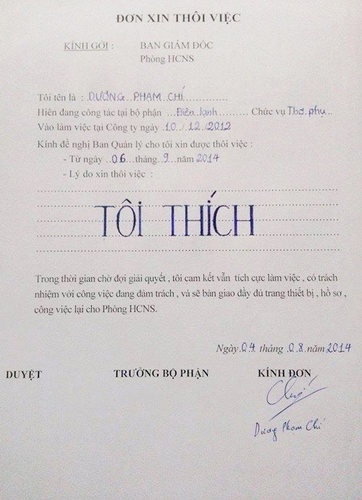 ĐƠN XIN THÔI VIỆC
KÍNH GỞI : BAN GIÁM ĐỐC
Phòng HCNS
Tôi tên là : DƯƠNG PHẠM CHÍ
Hiện đang công tác tại bộ phận ...Điện lạnh... Chức vụ Thợ phụ...
Vào làm việc tại Công ty ngày 10../12../2012
Kính đề nghị Ban Quản lý cho tôi xin được thôi việc :
- Từ ngày ..06... tháng ..9.. năm 2014
- Lý do xin thôi việc :
TÔI THÍCH
Trong thời gian chờ đợi giải quyết , tôi cam kết vẫn tích cực làm việc , có trách
nhiệm với công việc đang đảm trách , và sẽ bàn giao đầy đủ trang thiết bị , hồ sơ ,
công việc lại cho Phòng HCNS.
Ngày.04 tháng .08.năm 2014
DUYỆT TRƯỞNG BỘ PHẬN KÍNH ĐƠN
Dương Phạm Chí